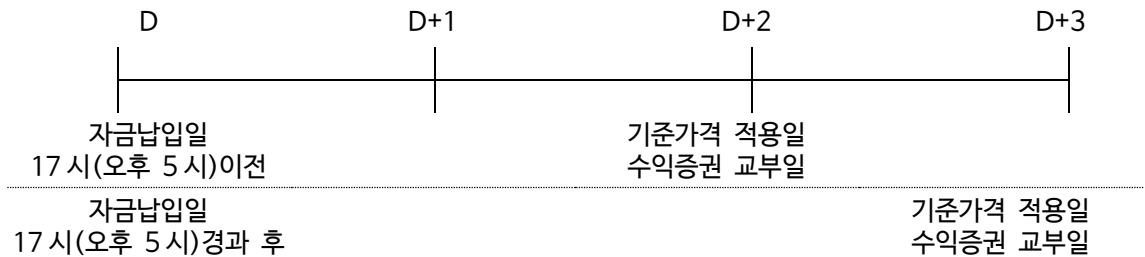 D D+1 D+2 D+3
자금납입일 기준가격 적용일
17시(오후 5시)이전 수익증권 교부일
자금납입일 기준가격 적용일
17시(오후 5시)경과 후 수익증권 교부일